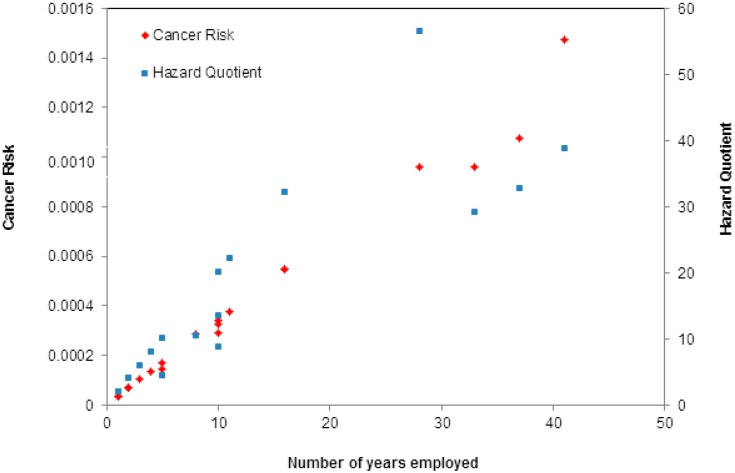 0.0016
0.0014
0.0012
0.0010
0.0008
0.0006
0.0004
0.0002
0
Cancer Risk
Cancer Risk
Hazard Quotient
60
50
40
30
20
10
0
Hazard Quotient
0 10 20 30 40 50
Number of years employed